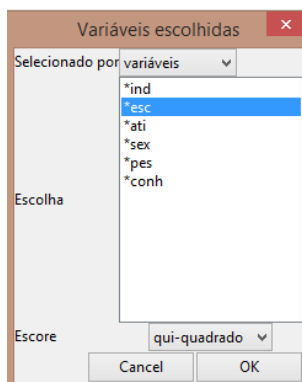 Variáveis escolhidas
Selecionado por variáveis
*ind
*esc
*ati
*sex
*pes
*conh
Escolha
Escore qui-quadrado
Cancel OK